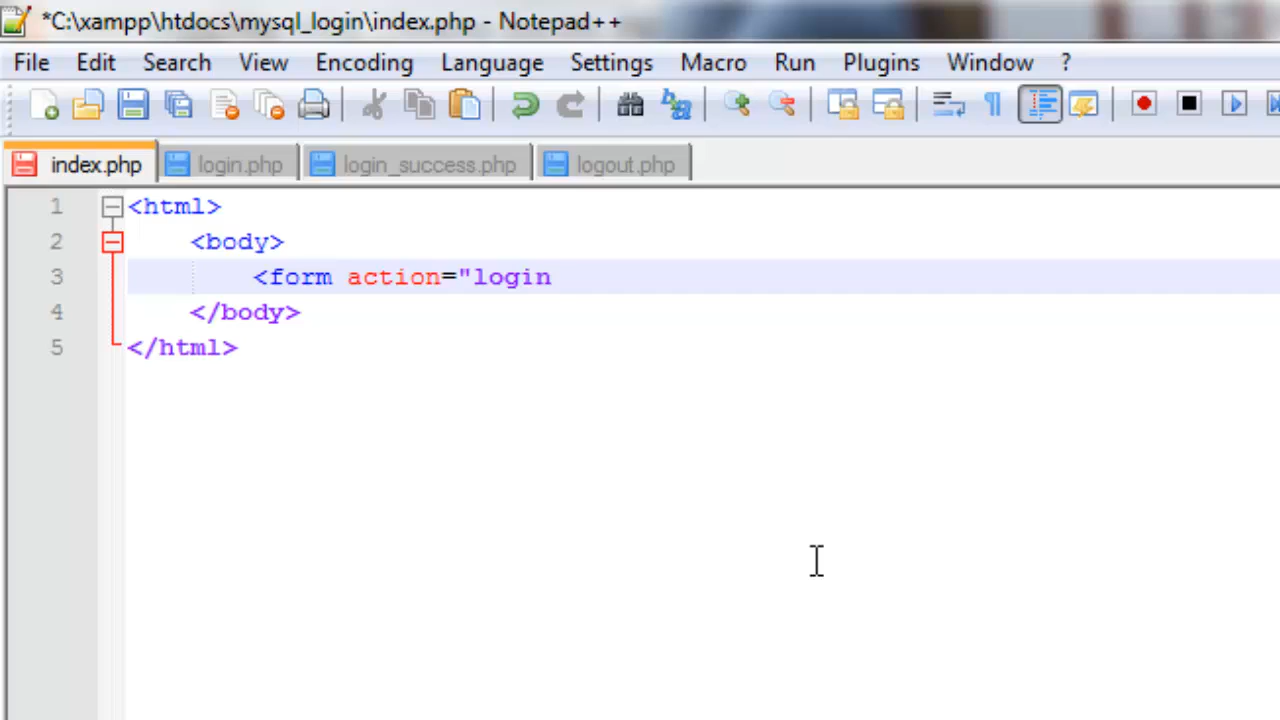 *C:\xampp\htdocs\mysql_login\index.php - Notepad++
File Edit Search View Encoding Language Settings Macro Run Plugins Window ?
index.php login.php login_success.php logout.php
1 <html>
2 <body>
3 <form action="login
4 </body>
5 </html>